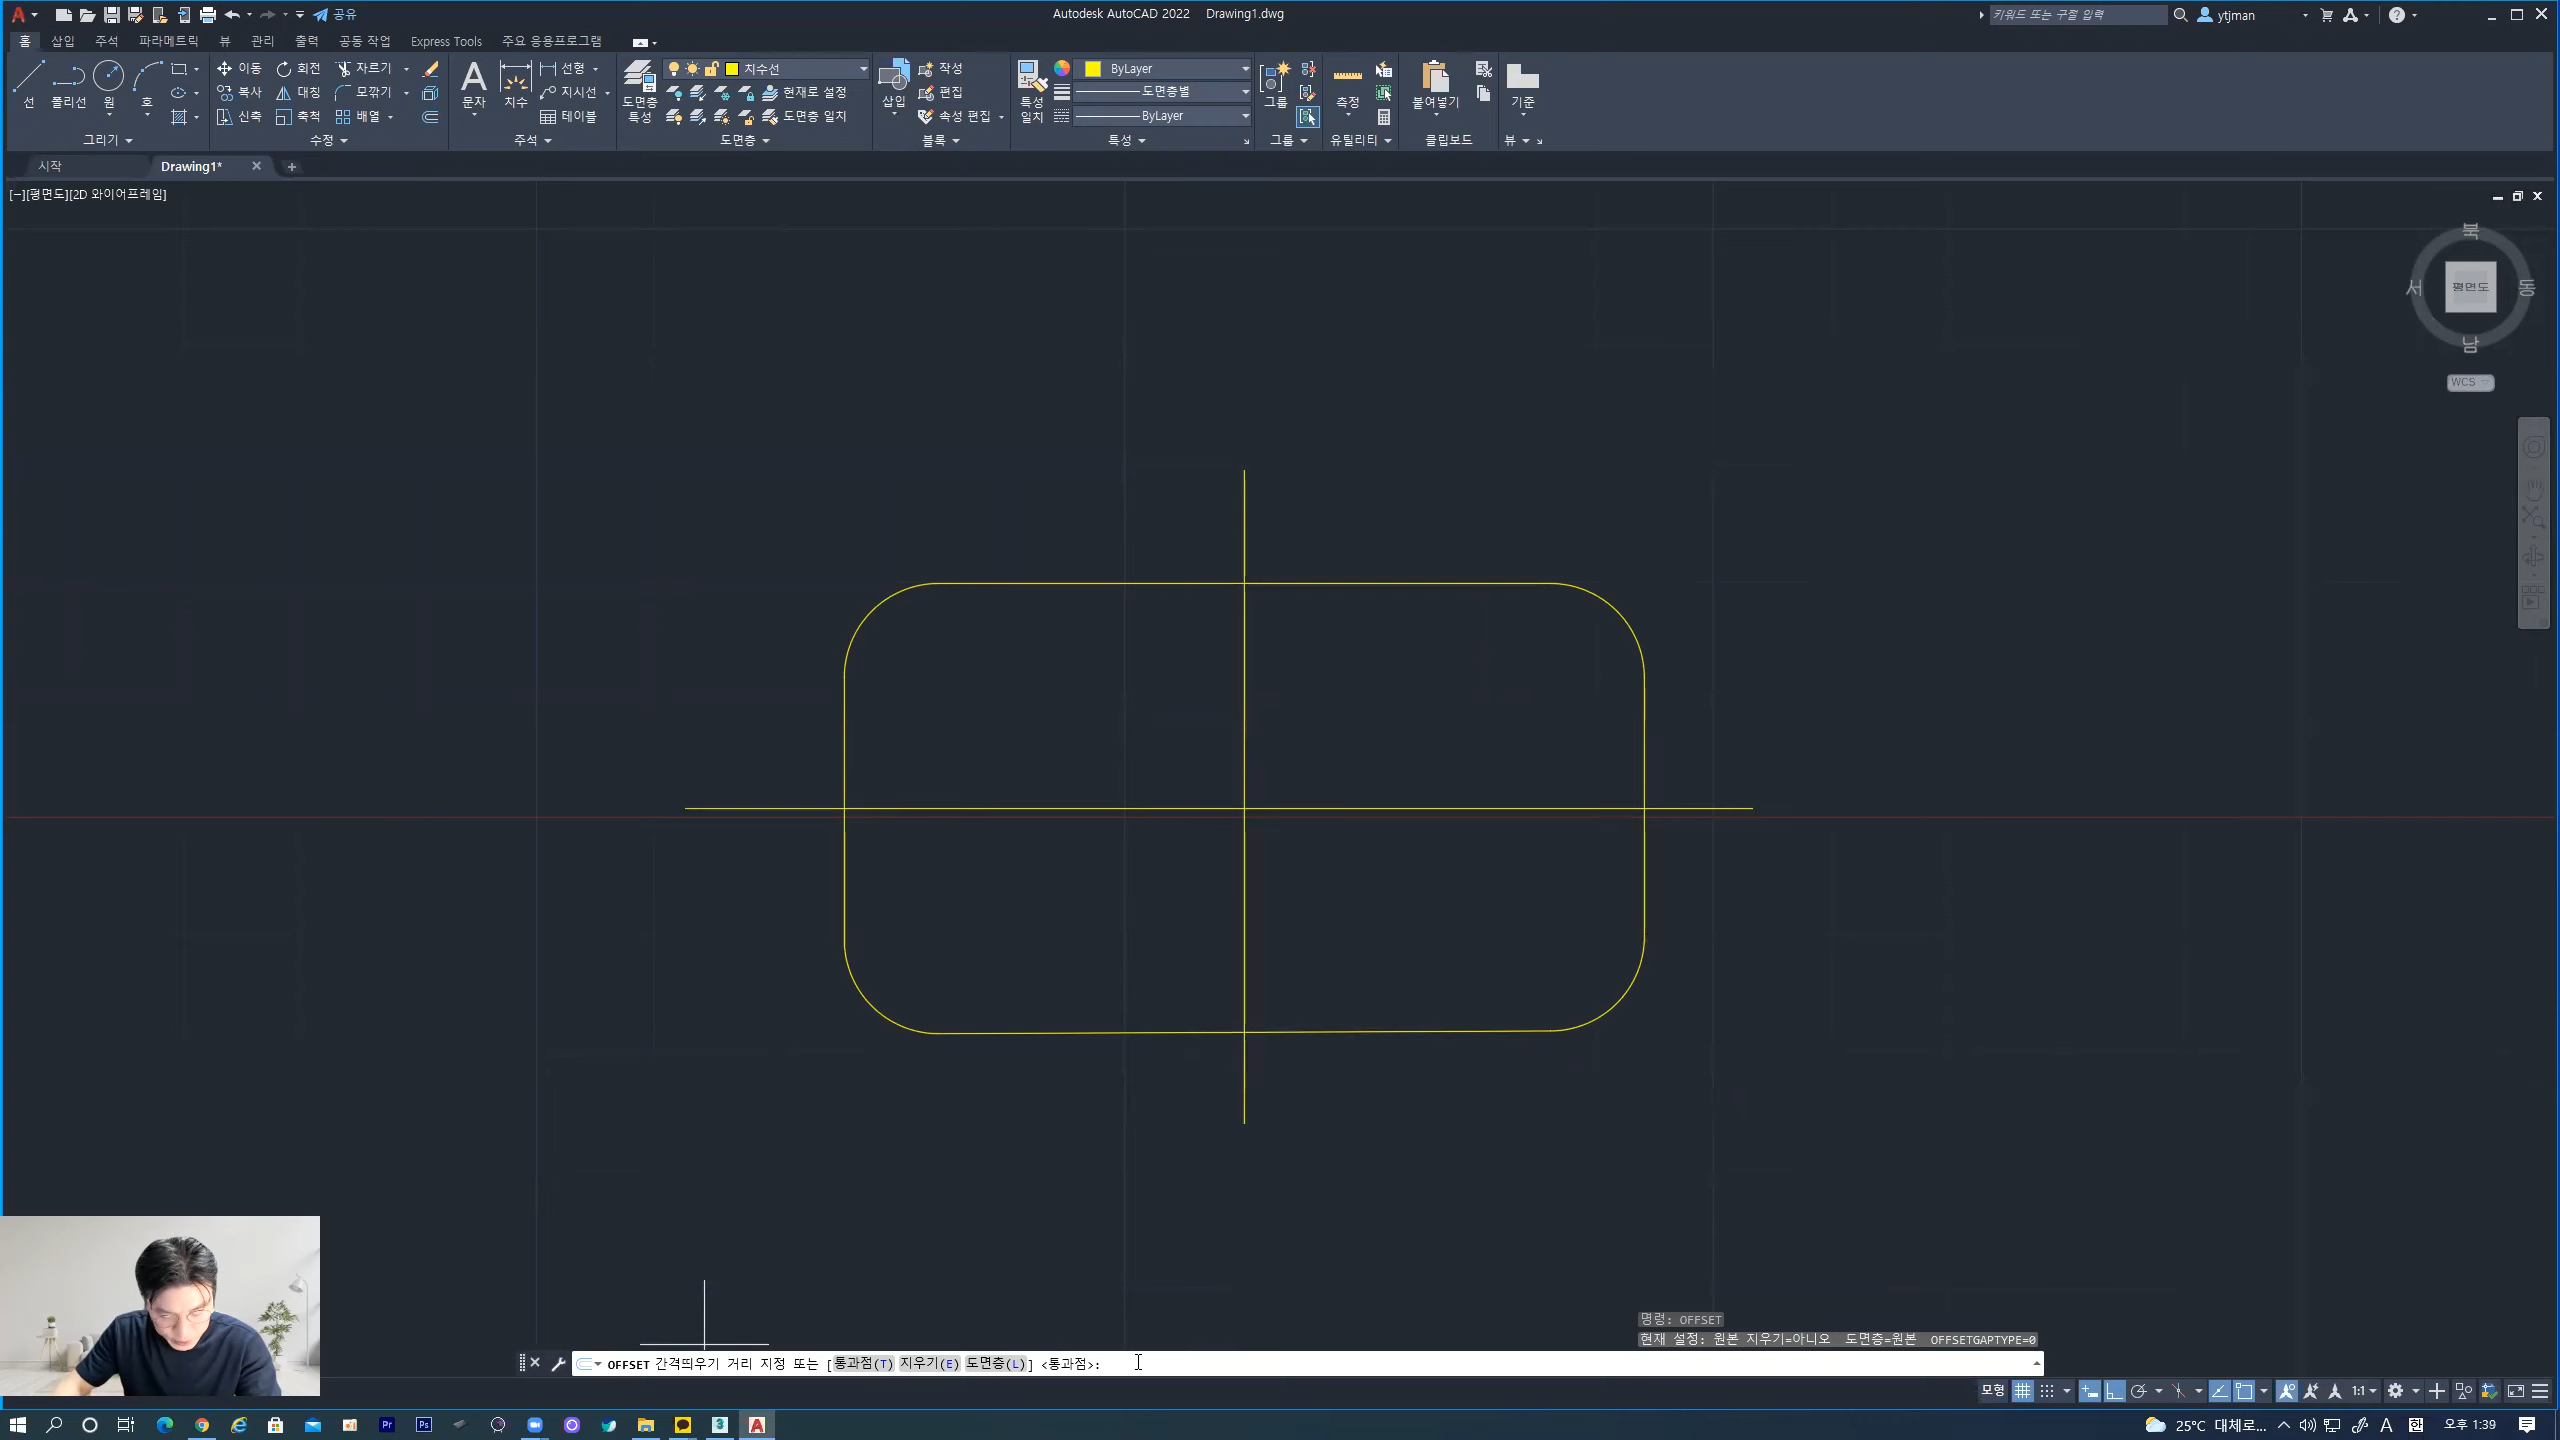 공유
Autodesk AutoCAD 2022 Drawing1.dwg
키워드 또는 구절 입력
ytjman
홈 삽입 주석 파라메트릭 뷰 관리 출력 공동 작업 Express Tools 주요 응용프로그램
선 폴리선 원 호
그리기
이동 회전 자르기
복사 대칭 모깎기
신축 축척 배열
수정
문자 치수
선형
지시선
테이블
주석
도면층 특성
치수선
현재로 설정
도면층 일치
도면층
삽입
작성
편집
속성 편집
블록
특성 일치
ByLayer
도면층별
ByLayer
특성
그룹
그룹
측정
유틸리티
붙여넣기
클립보드
기준
뷰
시작 Drawing1*
[−][평면도][2D 와이어프레임]
북
서 평면도 동
남
WCS
명령: OFFSET
현재 설정: 원본 지우기=아니오 도면층=원본 OFFSETGAPTYPE=0
OFFSET 간격띄우기 거리 지정 또는 [통과점(T) 지우기(E) 도면층(L)] <통과점>:
모형 1:1
25°C 대체로... A 한 오후 1:39